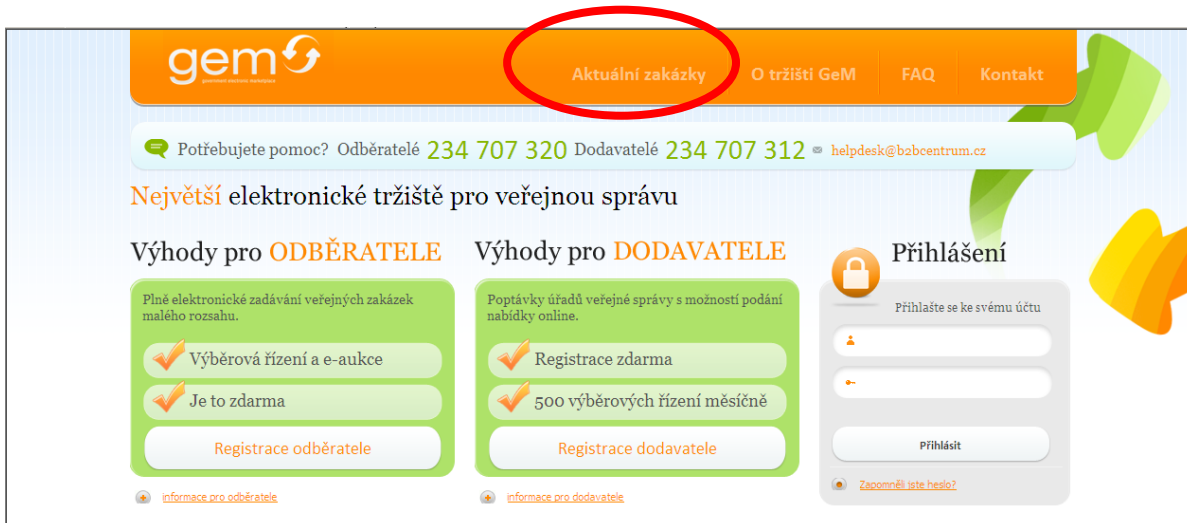 gem
government electronic marketplace
Aktuální zakázky
O tržišti GeM
FAQ
Kontakt
Potřebujete pomoc? Odběratelé 234 707 320 Dodavatelé 234 707 312 helpdesk@b2bcentrum.cz
Největší elektronické tržiště pro veřejnou správu
Výhody pro ODBĚRATELE
Plně elektronické zadávání veřejných zakázek
malého rozsahu.
Výběrová řízení a e-aukce
Je to zdarma
Registrace odběratele
informace pro odběratele
Výhody pro DODAVATELE
Poptávky úřadů veřejné správy s možností podání
nabídky online.
Registrace zdarma
500 výběrových řízení měsíčně
Registrace dodavatele
informace pro dodavatele
Přihlášení
Přihlašte se ke svému účtu
Přihlásit
Zapomněli jste heslo?